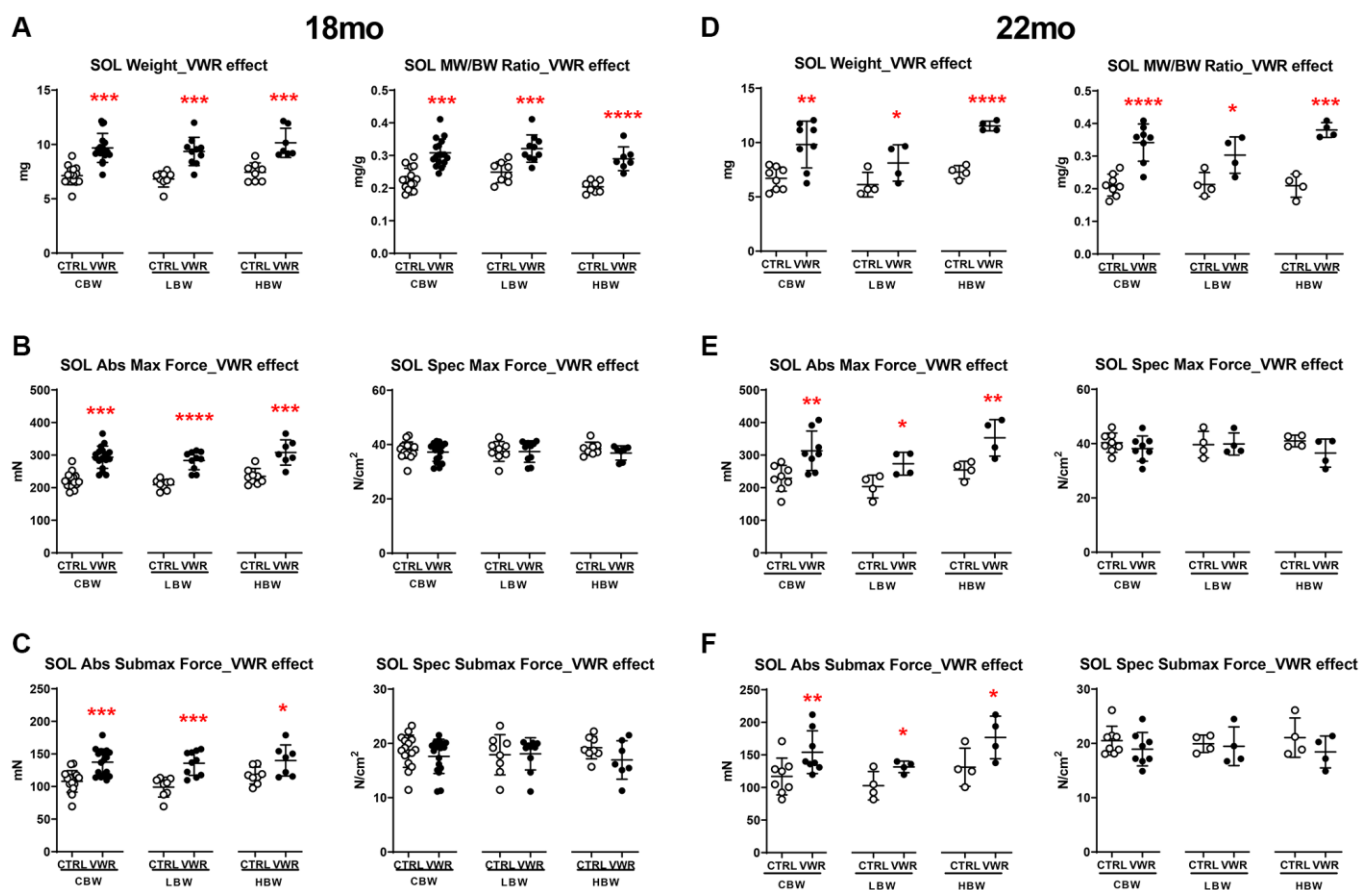 A
18mo
SOL Weight_VWR effect
SOL MW/BW Ratio_VWR effect
*** *** ***
*** *** ****
15
10
5
0
mg
0.5
0.4
0.3
0.2
0.1
0.0
mg/g
CTRL VWR CTRL VWR CTRL VWR
CBW LBW HBW
CTRL VWR CTRL VWR CTRL VWR
CBW LBW HBW
B
SOL Abs Max Force_VWR effect
SOL Spec Max Force_VWR effect
*** **** ***
500
400
300
200
100
0
mN
60
40
20
0
N/cm²
CTRL VWR CTRL VWR CTRL VWR
CBW LBW HBW
CTRL VWR CTRL VWR CTRL VWR
CBW LBW HBW
C
SOL Abs Submax Force_VWR effect
SOL Spec Submax Force_VWR effect
*** *** *
250
200
150
100
50
0
mN
30
20
10
0
N/cm²
CTRL VWR CTRL VWR CTRL VWR
CBW LBW HBW
CTRL VWR CTRL VWR CTRL VWR
CBW LBW HBW
D
22mo
SOL Weight_VWR effect
SOL MW/BW Ratio_VWR effect
** * ****
**** * ***
15
10
5
0
mg
0.5
0.4
0.3
0.2
0.1
0.0
mg/g
CTRL VWR CTRL VWR CTRL VWR
CBW LBW HBW
CTRL VWR CTRL VWR CTRL VWR
CBW LBW HBW
E
SOL Abs Max Force_VWR effect
SOL Spec Max Force_VWR effect
** * **
500
400
300
200
100
0
mN
60
40
20
0
N/cm²
CTRL VWR CTRL VWR CTRL VWR
CBW LBW HBW
CTRL VWR CTRL VWR CTRL VWR
CBW LBW HBW
F
SOL Abs Submax Force_VWR effect
SOL Spec Submax Force_VWR effect
** * *
250
200
150
100
50
0
mN
30
20
10
0
N/cm²
CTRL VWR CTRL VWR CTRL VWR
CBW LBW HBW
CTRL VWR CTRL VWR CTRL VWR
CBW LBW HBW